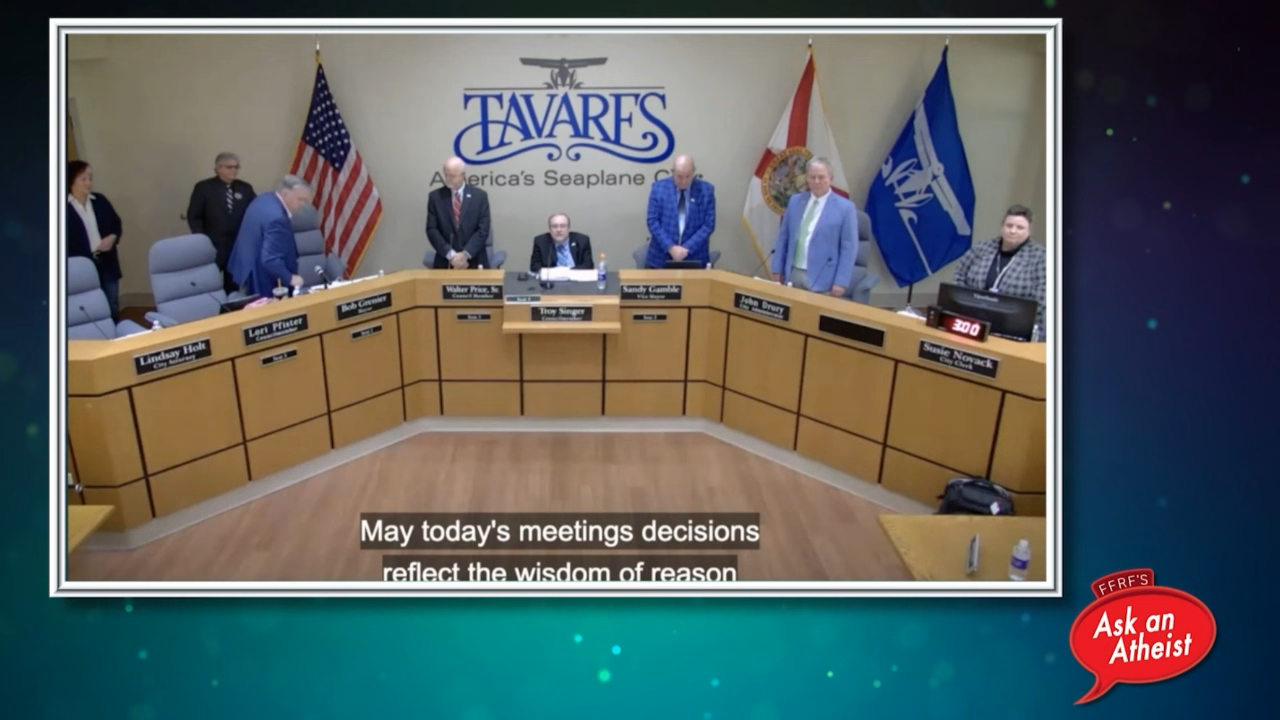 TAVARES
America's Seaplane
Lindsay Holt
City Attorney
Lori Pfister
Councilmember
Bob Grenier
Mayor
Walter Price, Sr.
Council Member
Troy Singer
Councilmember
Sandy Gamble
Vice Mayor
John Drury
City Administrator
3:00
Susie Novack
City Clerk
May today's meetings decisions
reflect the wisdom of reason
FFRF'S
Ask an
Atheist